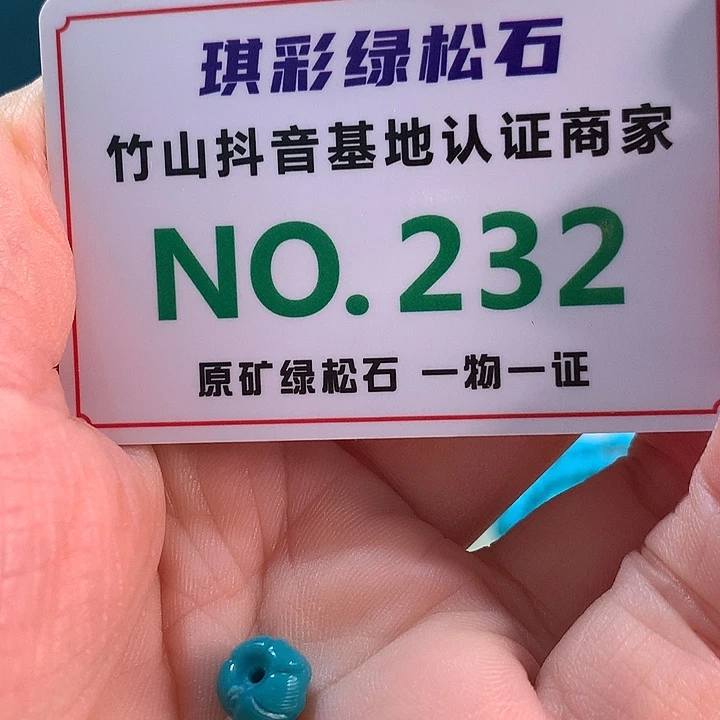 琪彩绿松石
竹山抖音基地认证商家
NO.232
原矿绿松石 一物一证